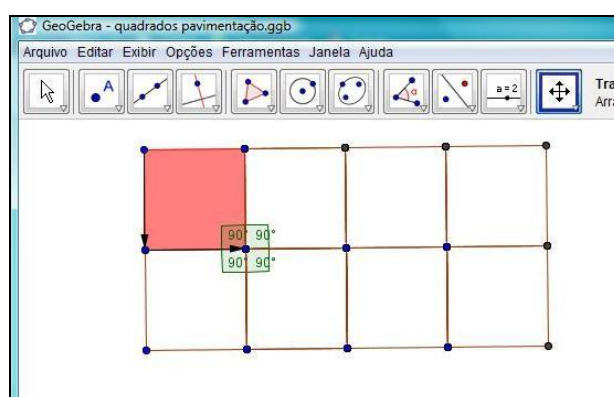 GeoGebra - quadrados pavimentação.ggb
Arquivo Editar Exibir Opções Ferramentas Janela Ajuda
A
α
a=2
Tra
Arra
90° 90°
90° 90°